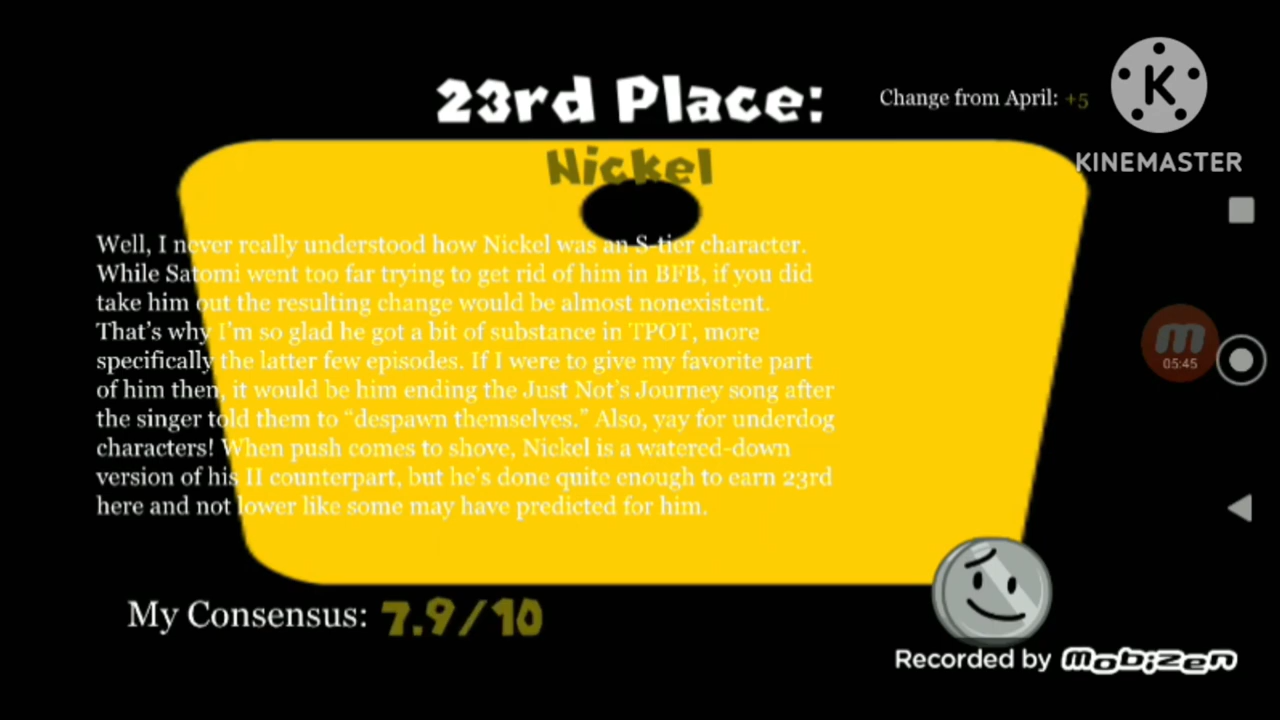 23rd Place:
Change from April: +5
KINEMASTER
Nickel
Well, I never really understood how Nickel was an S-tier character.
While Satomi went too far trying to get rid of him in BFB, if you did
take him out the resulting change would be almost nonexistent.
That's why I'm so glad he got a bit of substance in TPOT, more
specifically the latter few episodes. If I were to give my favorite part
of him then, it would be him ending the Just Not's Journey song after
the singer told them to “despawn themselves.” Also, yay for underdog
characters! When push comes to shove, Nickel is a watered-down
version of his II counterpart, but he's done quite enough to earn 23rd
here and not lower like some may have predicted for him.
05:45
My Consensus: 7.9/10
Recorded by mobizen